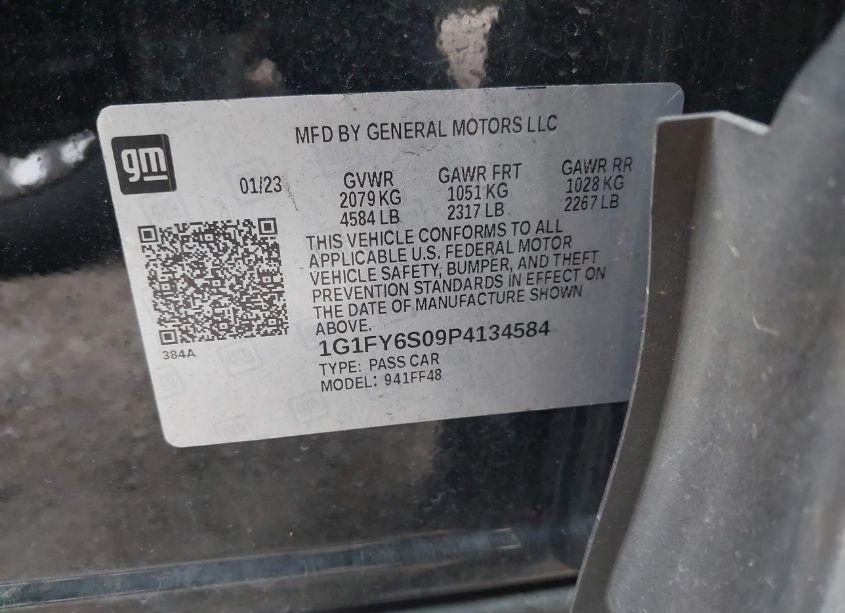 MFD BY GENERAL MOTORS LLC
gm
01/23 GVWR GAWR FRT GAWR RR
2079 KG 1051 KG 1028 KG
4584 LB 2317 LB 2267 LB
THIS VEHICLE CONFORMS TO ALL
APPLICABLE U.S. FEDERAL MOTOR
VEHICLE SAFETY, BUMPER, AND THEFT
PREVENTION STANDARDS IN EFFECT ON
THE DATE OF MANUFACTURE SHOWN
ABOVE.
384A
1G1FY6S09P4134584
TYPE: PASS CAR
MODEL: 941FF48